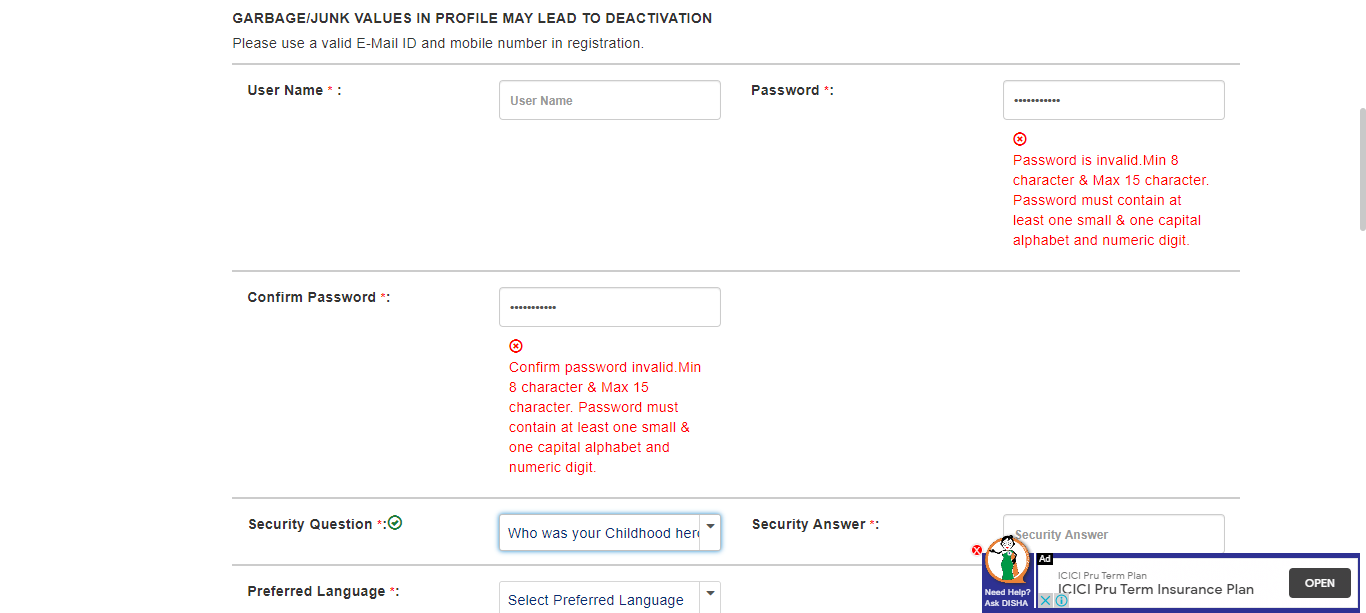 GARBAGE/JUNK VALUES IN PROFILE MAY LEAD TO DEACTIVATION
Please use a valid E-Mail ID and mobile number in registration.
User Name * :
User Name
Password *:
•••••••••••
Password is invalid.Min 8
character & Max 15 character.
Password must contain at
least one small & one capital
alphabet and numeric digit.
Confirm Password *:
•••••••••••
Confirm password invalid.Min
8 character & Max 15
character. Password must
contain at least one small &
one capital alphabet and
numeric digit.
Security Question *:
Who was your Childhood hero
Security Answer *:
Security Answer
Preferred Language *:
Select Preferred Language
Need Help?
Ask DISHA
Ad
ICICI Pru Term Plan
ICICI Pru Term Insurance Plan
OPEN